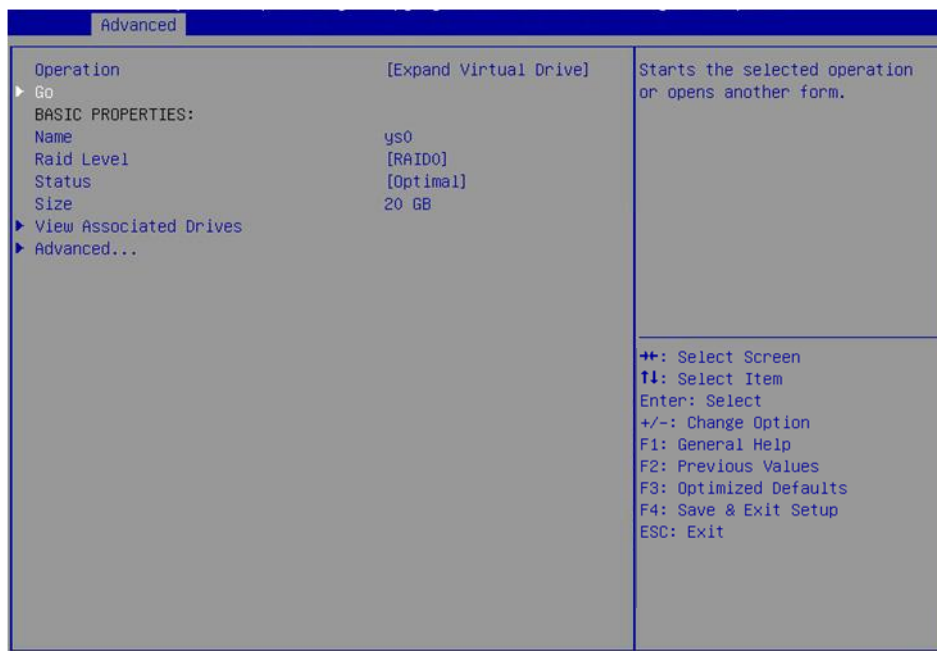 Advanced
Operation [Expand Virtual Drive]
Go
BASIC PROPERTIES:
Name ys0
Raid Level [RAID0]
Status [Optimal]
Size 20 GB
View Associated Drives
Advanced...
Starts the selected operation
or opens another form.
→←: Select Screen
↑↓: Select Item
Enter: Select
+/-: Change Option
F1: General Help
F2: Previous Values
F3: Optimized Defaults
F4: Save & Exit Setup
ESC: Exit